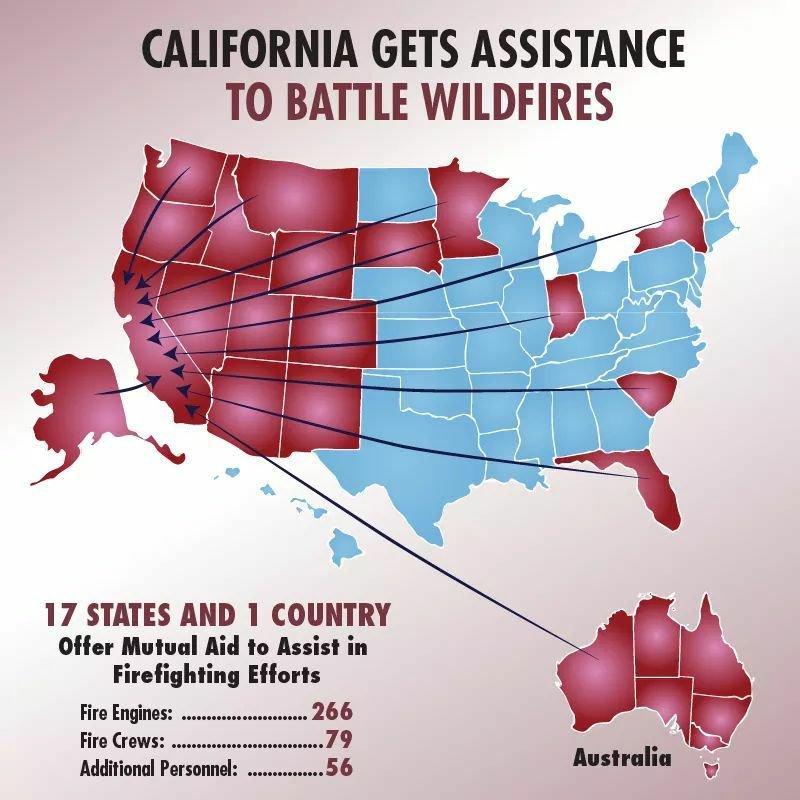 CALIFORNIA GETS ASSISTANCE
TO BATTLE WILDFIRES
17 STATES AND 1 COUNTRY
Offer Mutual Aid to Assist in
Firefighting Efforts
Fire Engines: .......................... 266
Fire Crews: ..............................79
Additional Personnel: ...............56
Australia